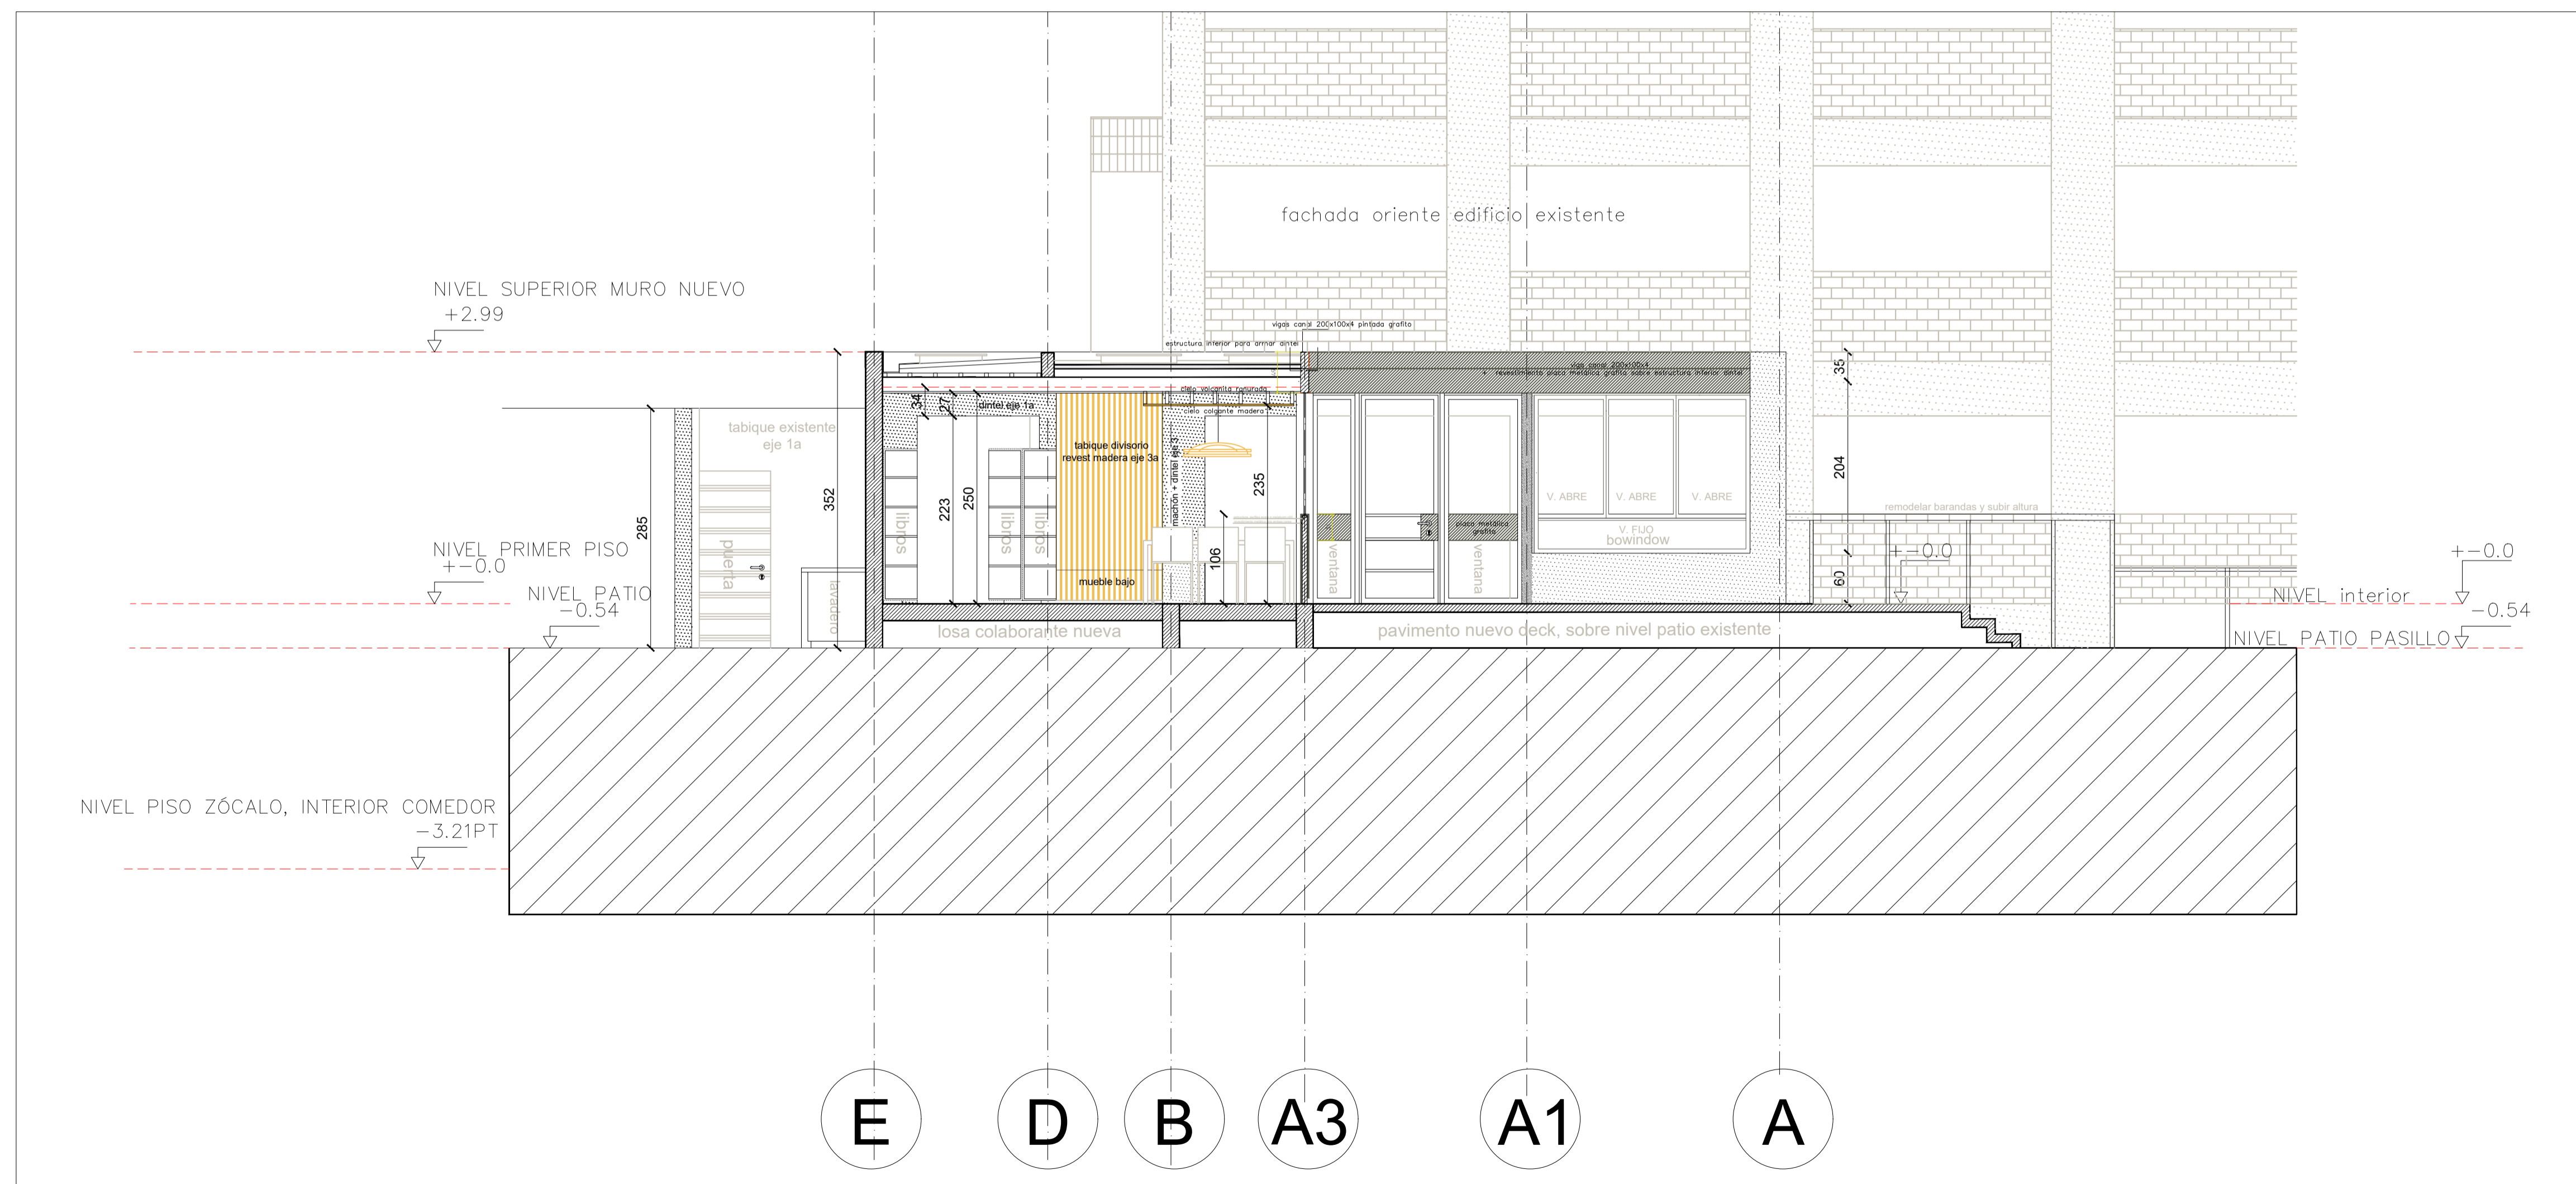 fachada oriente edificio existente
NIVEL SUPERIOR MURO NUEVO
+2.99
vigas canal 200x100x4 pintada grafito
estructura inferior para armar dintel
viga canal 200x100x4
+ revestimiento placa metálica grafito sobre estructura inferior dintel
35
cielo volcanita ranurada
cielo colgante madera
34
27
dintel eje 1a
tabique existente
eje 1a
tabique divisorio
revest madera eje 3a
machón + dintel eje 3
352
285
223
250
235
204
106
60
V. ABRE
V. ABRE
V. ABRE
V. FIJO
bowindow
placa metálica
grafito
remodelar barandas y subir altura
libros
libros
libros
puerta
lavadero
ventana
ventana
mueble bajo
NIVEL PRIMER PISO
+-0.0
NIVEL PATIO
-0.54
+-0.0
+-0.0
NIVEL interior
-0.54
NIVEL PATIO PASILLO
losa colaborante nueva
pavimento nuevo deck, sobre nivel patio existente
NIVEL PISO ZÓCALO, INTERIOR COMEDOR
-3.21PT
E
D
B
A3
A1
A